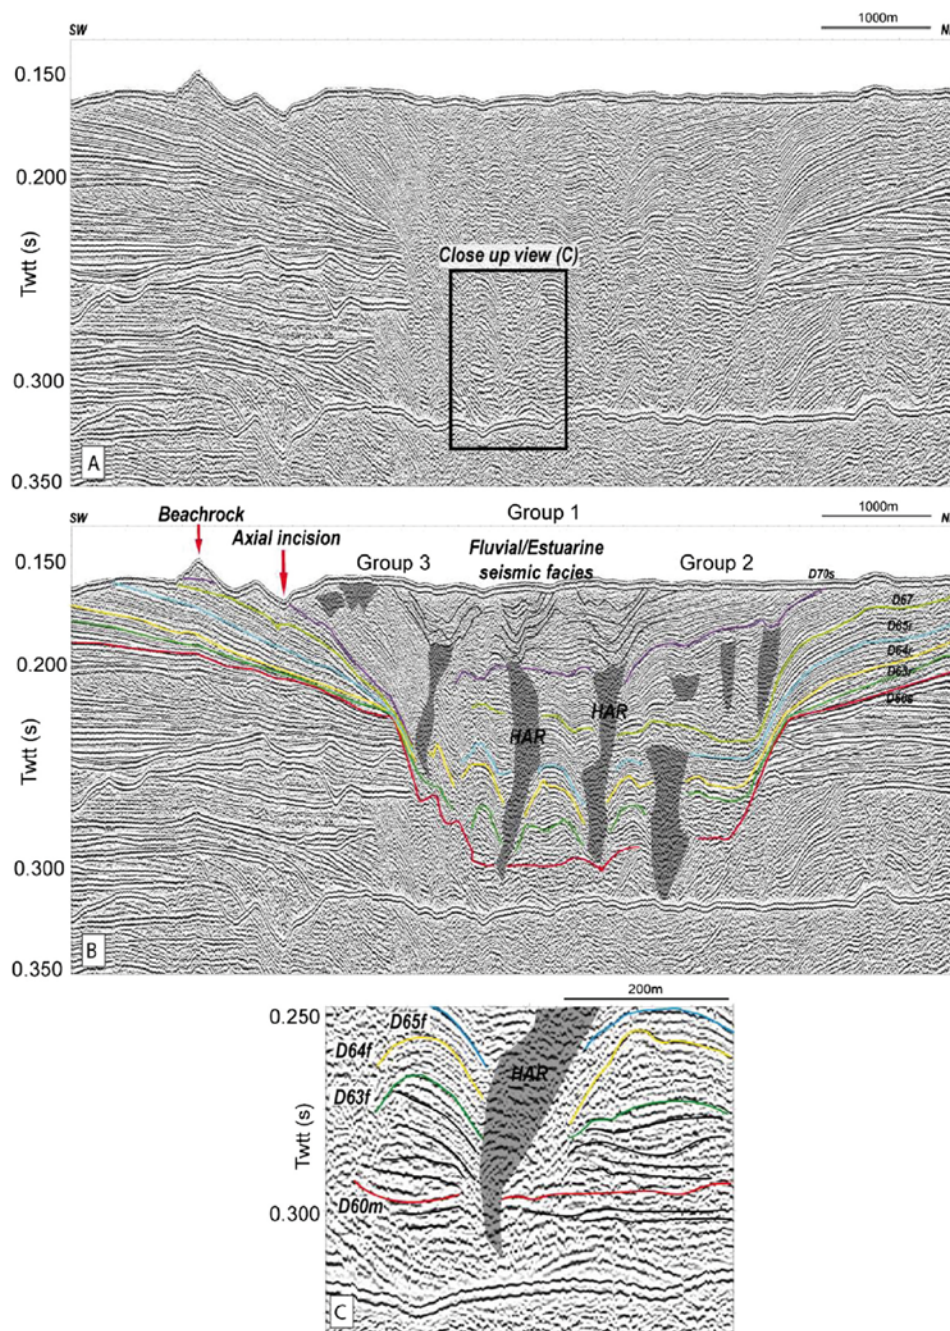 1000m
SW
N
0.150
0.200
Twtt (s)
Close up view (C)
0.300
A
0.350
1000m
SW
Group 1
N
Beachrock
Axial incision
0.150
Group 3
Fluvial/Estuarine
seismic facies
Group 2
D70s
D67
D65i
0.200
D64i
Twtt (s)
HAR
HAR
0.300
B
0.350
200m
0.250
D65f
D64f
HAR
D63f
Twtt (s)
D60m
0.300
C